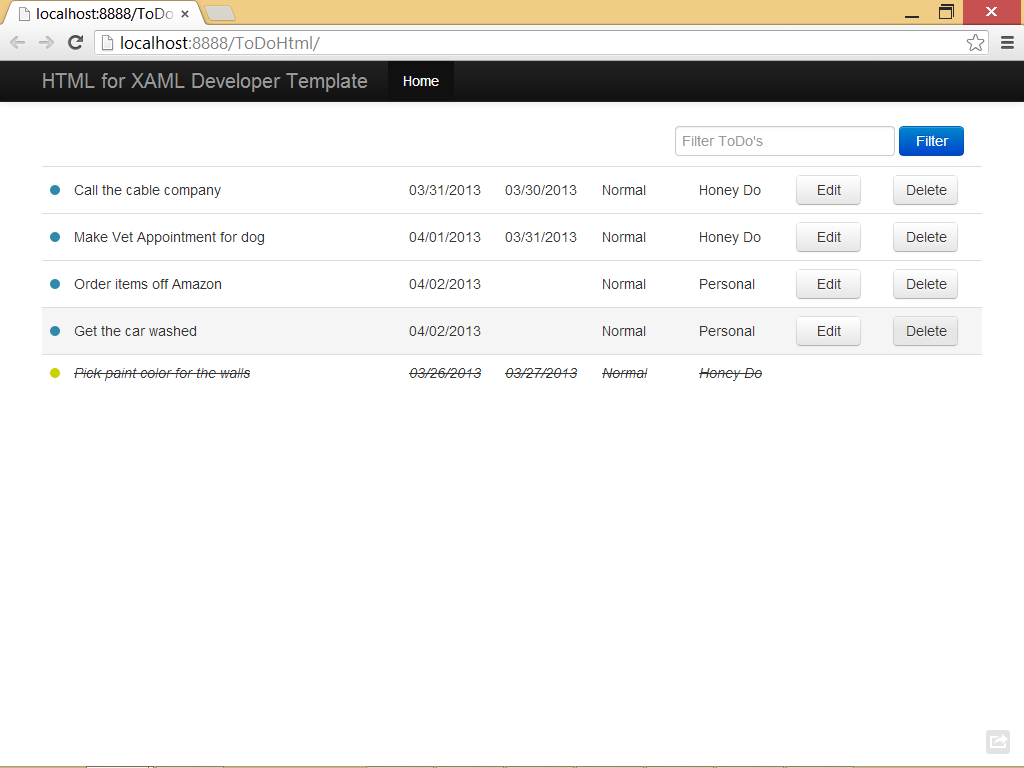 localhost:8888/ToDo
localhost:8888/ToDoHtml/
HTML for XAML Developer Template Home
Filter ToDo's Filter
Call the cable company 03/31/2013 03/30/2013 Normal Honey Do Edit Delete
Make Vet Appointment for dog 04/01/2013 03/31/2013 Normal Honey Do Edit Delete
Order items off Amazon 04/02/2013 Normal Personal Edit Delete
Get the car washed 04/02/2013 Normal Personal Edit Delete
Pick paint color for the walls 03/26/2013 03/27/2013 Normal Honey Do